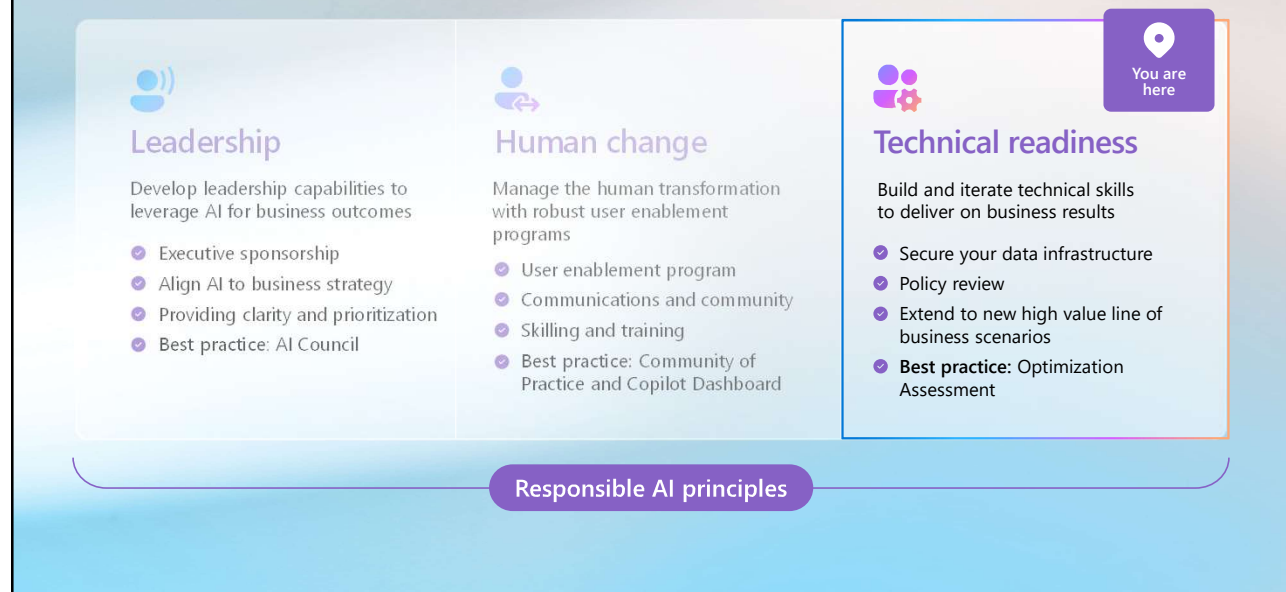 Leadership
Develop leadership capabilities to
leverage AI for business outcomes
Executive sponsorship
Align AI to business strategy
Providing clarity and prioritization
Best practice: AI Council
Human change
Manage the human transformation
with robust user enablement
programs
User enablement program
Communications and community
Skilling and training
Best practice: Community of
Practice and Copilot Dashboard
You are
here
Technical readiness
Build and iterate technical skills
to deliver on business results
Secure your data infrastructure
Policy review
Extend to new high value line of
business scenarios
Best practice: Optimization
Assessment
Responsible AI principles